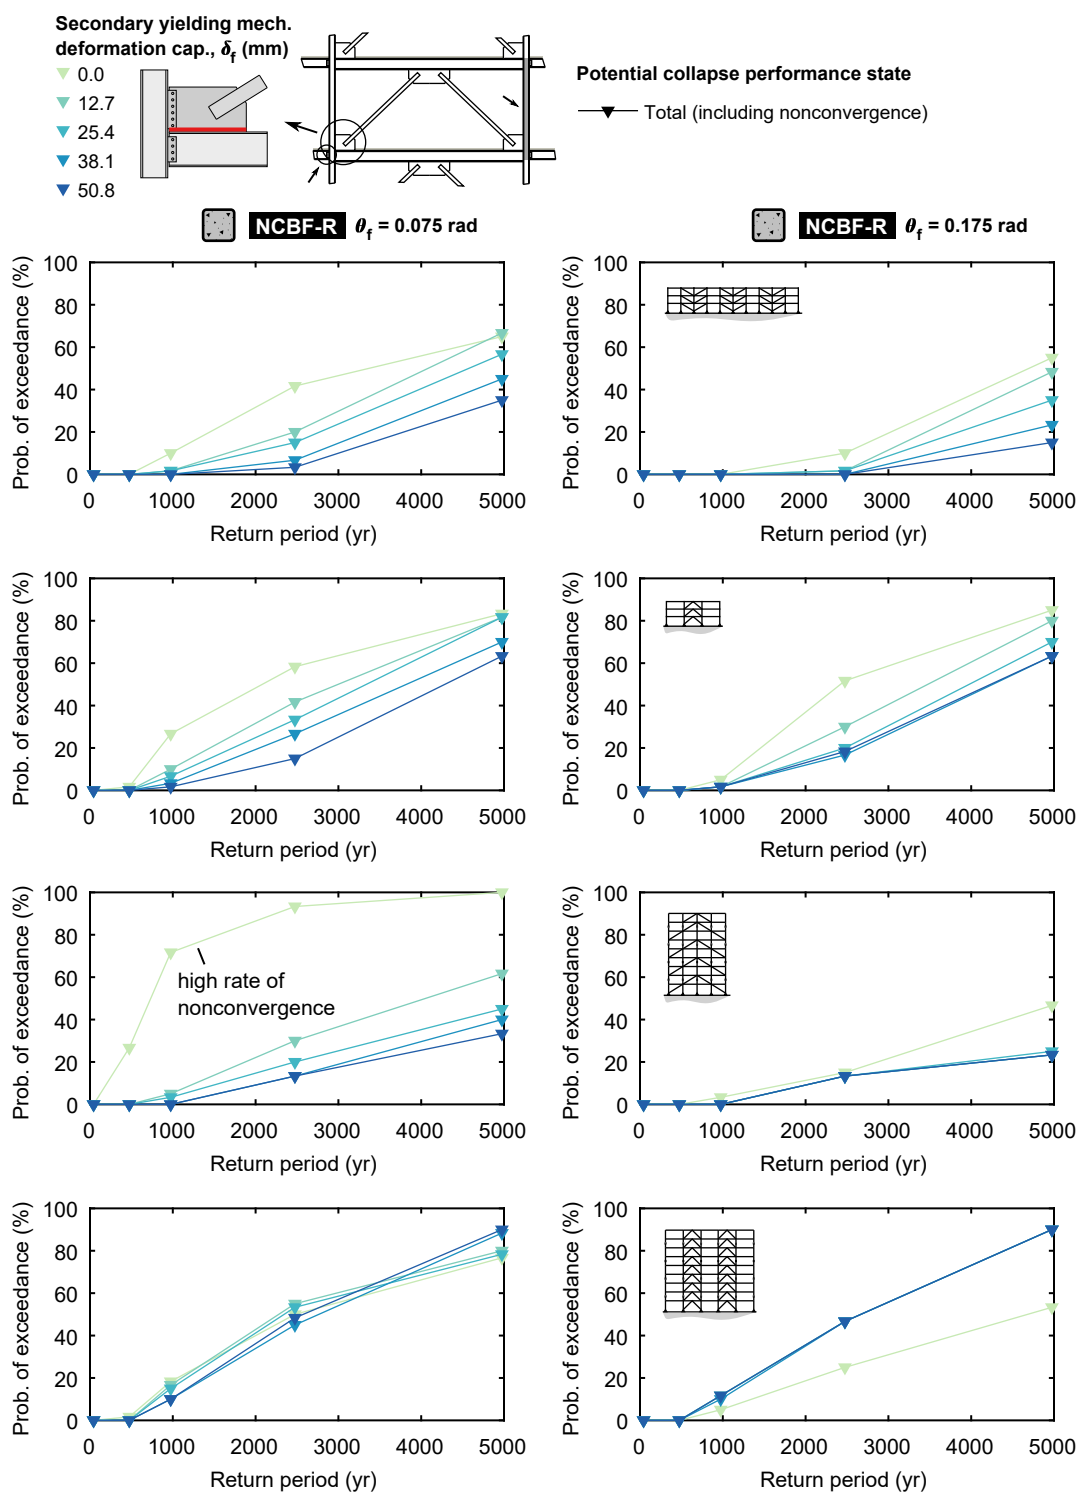 Secondary yielding mech.
deformation cap., δf (mm)
0.0
12.7
25.4
38.1
50.8
Potential collapse performance state
Total (including nonconvergence)
NCBF-R θf = 0.075 rad
NCBF-R θf = 0.175 rad
100
80
60
40
20
0
Prob. of exceedance (%)
0 1000 2000 3000 4000 5000
Return period (yr)
100
80
60
40
20
0
Prob. of exceedance (%)
0 1000 2000 3000 4000 5000
Return period (yr)
100
80
60
40
20
0
Prob. of exceedance (%)
0 1000 2000 3000 4000 5000
Return period (yr)
100
80
60
40
20
0
Prob. of exceedance (%)
0 1000 2000 3000 4000 5000
Return period (yr)
100
80
60
40
20
0
Prob. of exceedance (%)
high rate of
nonconvergence
0 1000 2000 3000 4000 5000
Return period (yr)
100
80
60
40
20
0
Prob. of exceedance (%)
0 1000 2000 3000 4000 5000
Return period (yr)
100
80
60
40
20
0
Prob. of exceedance (%)
0 1000 2000 3000 4000 5000
Return period (yr)
100
80
60
40
20
0
Prob. of exceedance (%)
0 1000 2000 3000 4000 5000
Return period (yr)